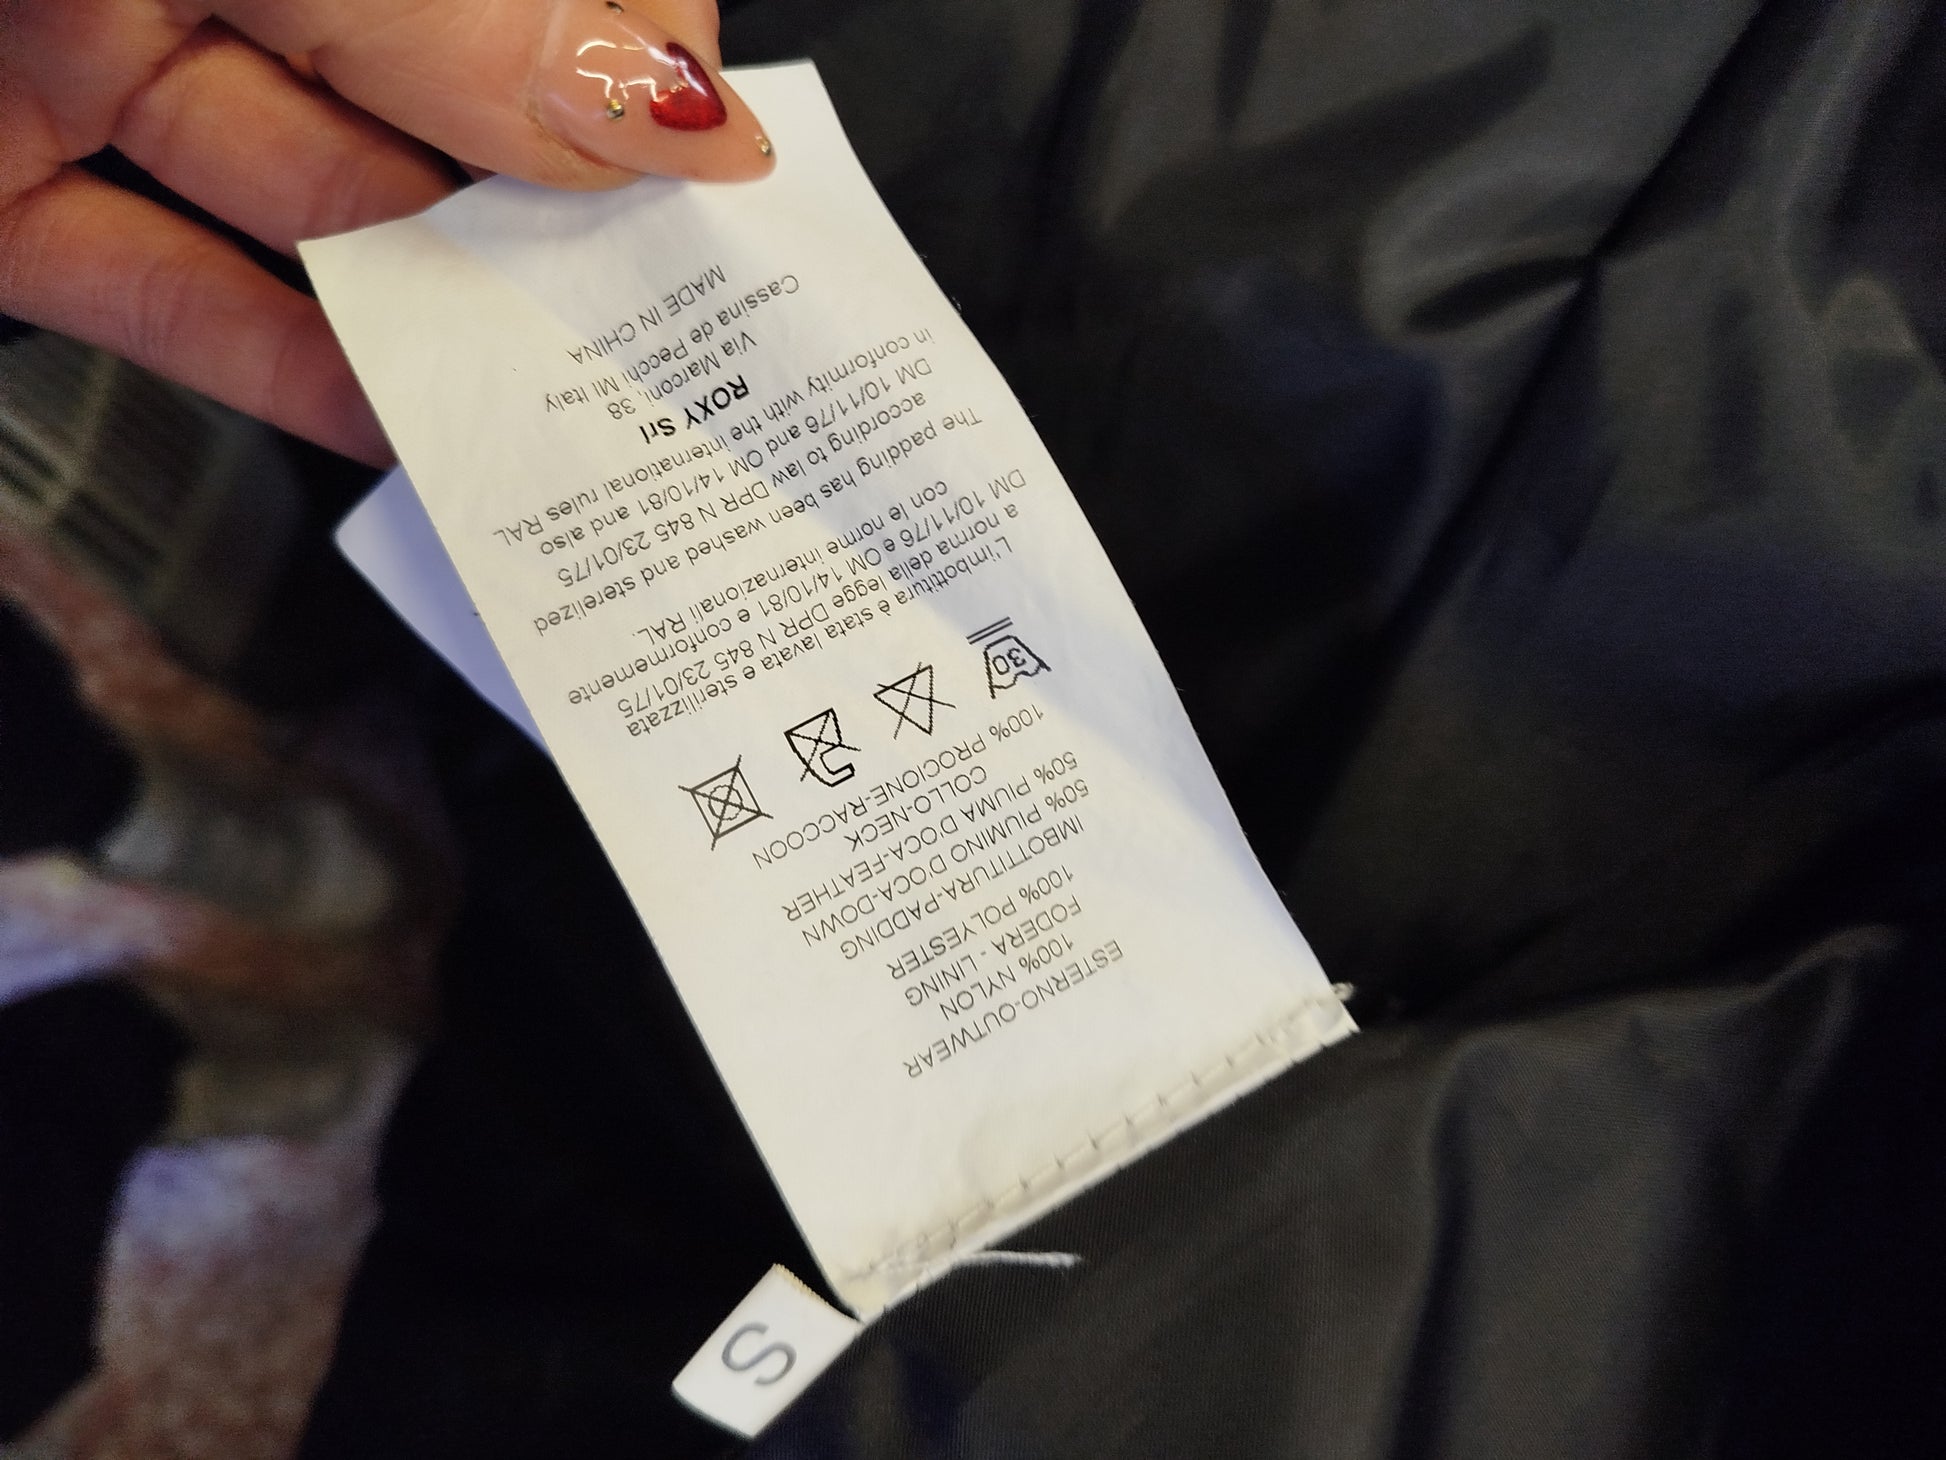 ESTERNO-OUTWEAR
100% NYLON
FODERA - LINING
100% POLYESTER
IMBOTTITURA-PADDING
50% PIUMINO D'OCA-DOWN
50% PIUMA D'OCA-FEATHER
COLLO-NECK
100% PROCIONE-RACCOON
30
L'imbottitura è stata lavata e sterilizzata
a norma della legge DPR N 845 23/01/75
DM 10/11/76 e OM 14/10/81 e conformemente
con le norme internazionali RAL.
The padding has been washed and sterelized
according to law DPR N 845 23/01/75
DM 10/11/76 and OM 14/10/81 and also
in conformity with the international rules RAL
ROXY Srl
Via Marconi, 38
Cassina de Pecchi MI Italy
MADE IN CHINA
S